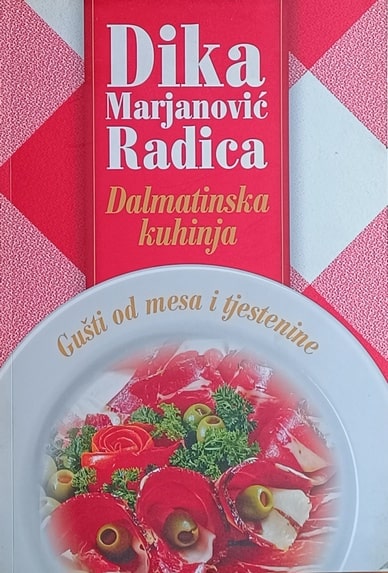 Dika
Marjanović
Radica
Dalmatinska
kuhinja
Gušti od mesa i tjestenine